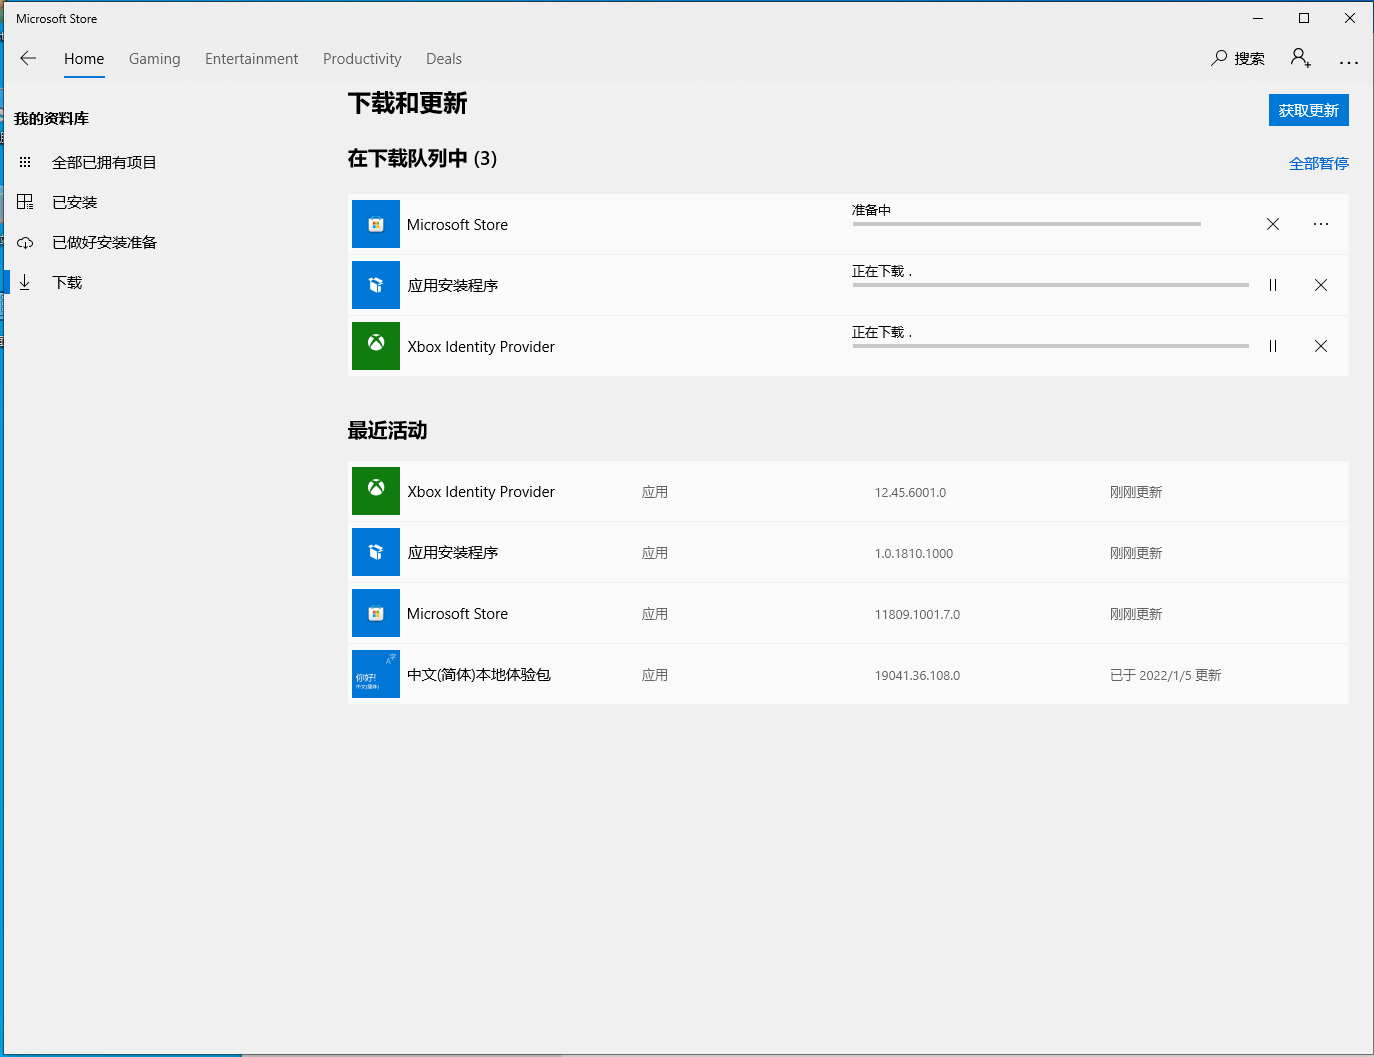 Microsoft Store
Home Gaming Entertainment Productivity Deals 搜索
我的资料库
全部已拥有项目
已安装
已做好安装准备
下载
下载和更新
获取更新
在下载队列中 (3)
全部暂停
Microsoft Store 准备中
应用安装程序 正在下载 .
Xbox Identity Provider 正在下载 .
最近活动
Xbox Identity Provider 应用 12.45.6001.0 刚刚更新
应用安装程序 应用 1.0.1810.1000 刚刚更新
Microsoft Store 应用 11809.1001.7.0 刚刚更新
你好!
中文(简体)
中文(简体)本地体验包 应用 19041.36.108.0 已于 2022/1/5 更新